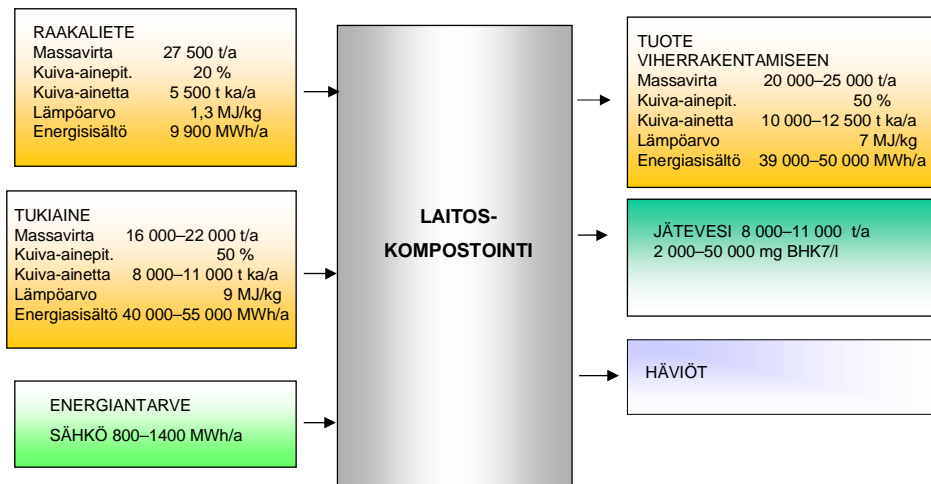 RAAKALIETE
Massavirta 27 500 t/a
Kuiva-ainepit. 20 %
Kuiva-ainetta 5 500 t ka/a
Lämpöarvo 1,3 MJ/kg
Energisisältö 9 900 MWh/a
TUKIAINE
Massavirta 16 000–22 000 t/a
Kuiva-ainepit. 50 %
Kuiva-ainetta 8 000–11 000 t ka/a
Lämpöarvo 9 MJ/kg
Energiasisältö 40 000–55 000 MWh/a
ENERGIANTARVE
SÄHKÖ 800–1400 MWh/a
LAITOS-
KOMPOSTOINTI
TUOTE
VIHERRAKENTAMISEEN
Massavirta 20 000–25 000 t/a
Kuiva-ainepit. 50 %
Kuiva-ainetta 10 000–12 500 t ka/a
Lämpöarvo 7 MJ/kg
Energiasisältö 39 000–50 000 MWh/a
JÄTEVESI 8 000–11 000 t/a
2 000–50 000 mg BHK7/l
HÄVIÖT